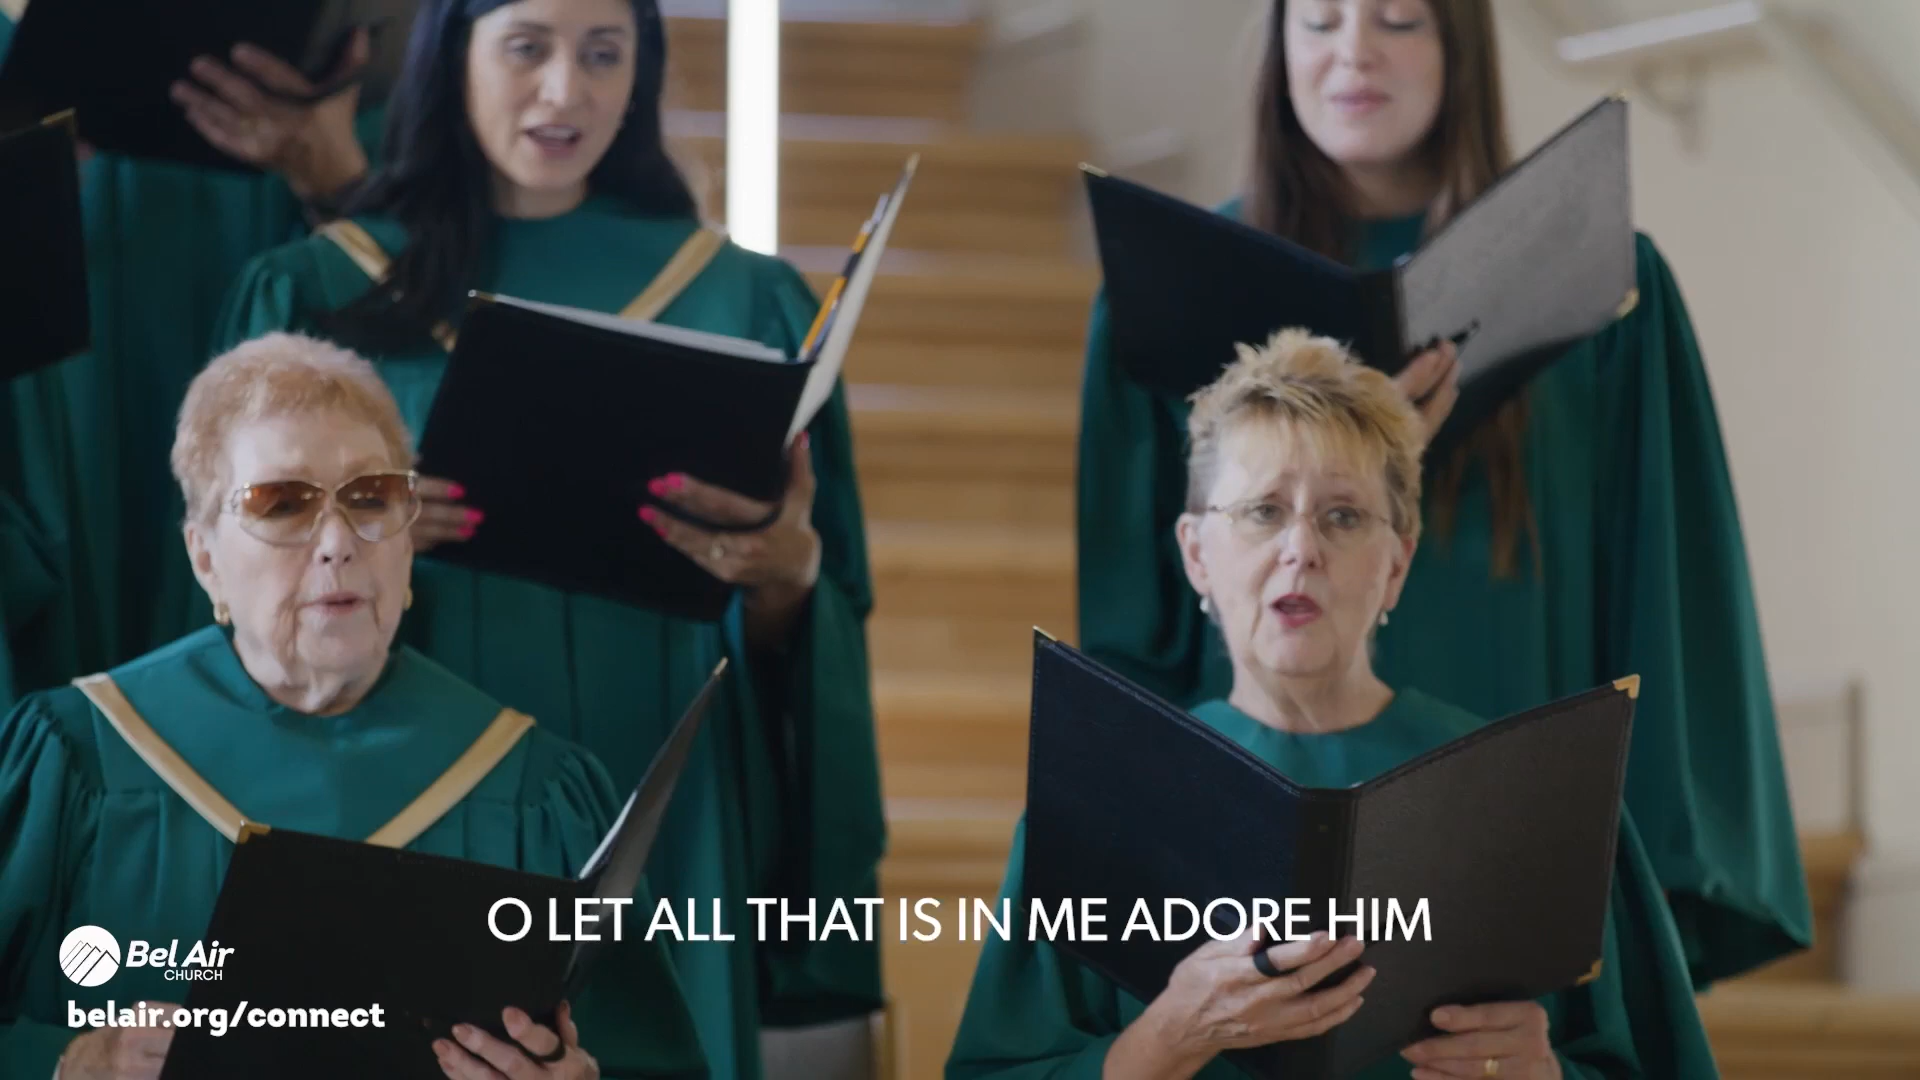 O LET ALL THAT IS IN ME ADORE HIM
Bel Air
CHURCH
belair.org/connect